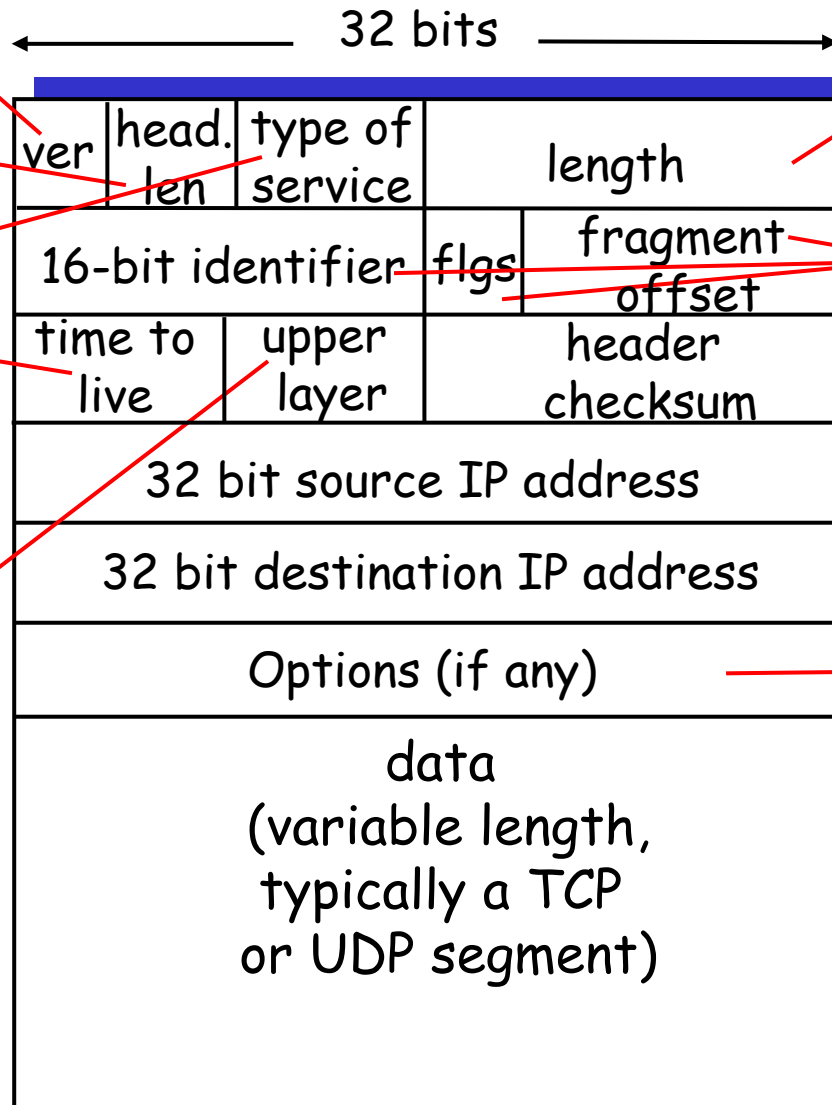 32 bits
ver
head.
len
type of
service
length
16-bit identifier
flgs
fragment
offset
time to
live
upper
layer
header
checksum
32 bit source IP address
32 bit destination IP address
Options (if any)
data
(variable length,
typically a TCP
or UDP segment)